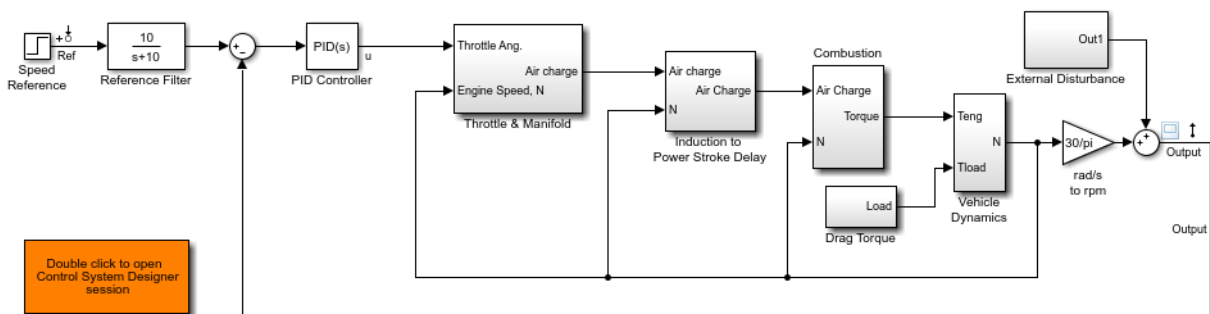 Ref
Speed
Reference
10
s+10
Reference Filter
+
−
PID(s)
u
PID Controller
Throttle Ang.
Air charge
Engine Speed, N
Throttle & Manifold
Air charge
Air Charge
N
Induction to
Power Stroke Delay
Combustion
Air Charge
Torque
N
Load
Drag Torque
Teng
N
Tload
Vehicle
Dynamics
30/pi
rad/s
to rpm
Out1
External Disturbance
+
+
Output
Output
Double click to open
Control System Designer
session